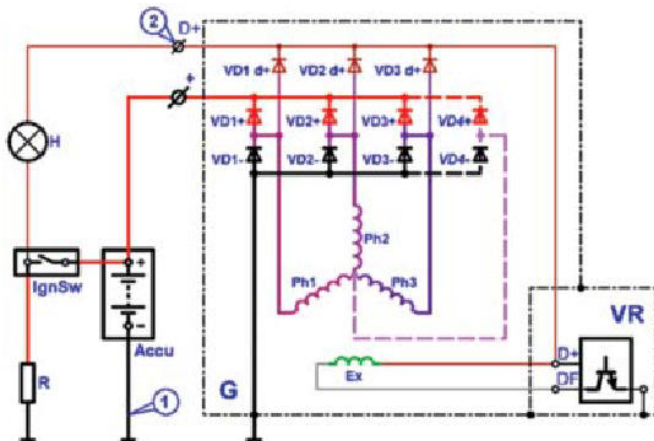 2 D+
VD1 d+ VD2 d+ VD3 d+
+
VD1+ VD2+ VD3+ VD4+
H
VD1- VD2- VD3- VD4-
Ph2
+
IgnSw
Ph1 Ph3
-
Accu
VR
D+
R
Ex
DF
1
G